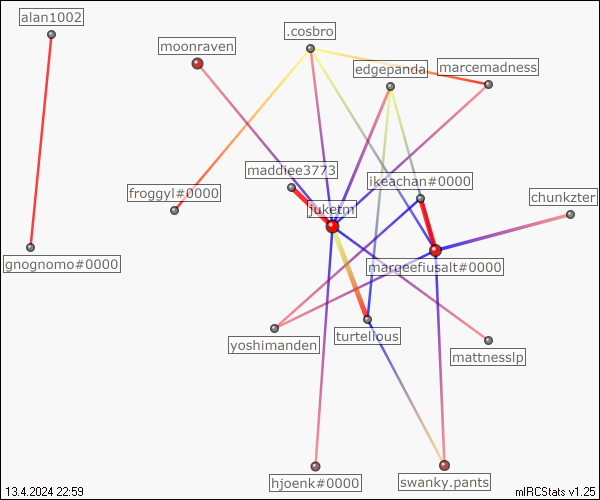 alan1002
.cosbro
moonraven
edgepanda
marcemadness
maddiee3773
ikeachan#0000
froggyl#0000
chunkzter
juketm
gnognomo#0000
marqeefiusalt#0000
turtelious
yoshimanden
mattnesslp
hjoenk#0000
swanky.pants
13.4.2024 22:59
mIRCStats v1.25